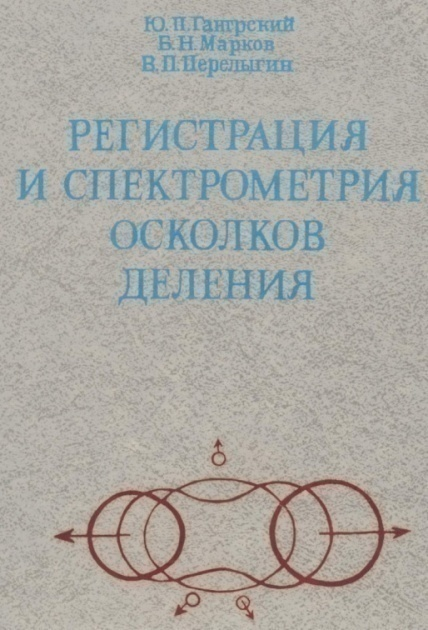 Ю.П.Гангрский
Б.Н.Марков
В.П.Перелыгин
РЕГИСТРАЦИЯ
И СПЕКТРОМЕТРИЯ
ОСКОЛКОВ
ДЕЛЕНИЯ